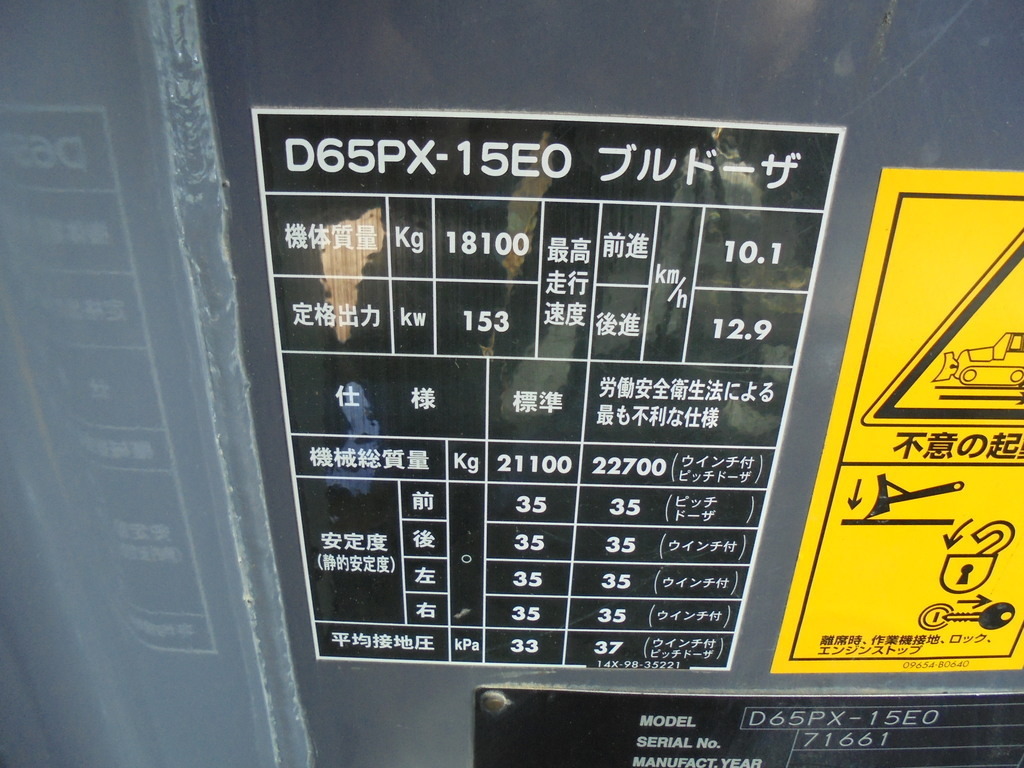 D65PX-15E0 ブルドーザ
機体質量 Kg 18100 最高走行速度 前進 km/h 10.1
定格出力 kw 153 後進 12.9
仕様 標準 労働安全衛生法による
最も不利な仕様
機械総質量 Kg 21100 22700 (ウインチ付 ピッチドーザ)
安定度 (静的安定度) 前 ° 35 35 (ピッチ ドーザ)
後 35 35 (ウインチ付)
左 35 35 (ウインチ付)
右 35 35 (ウインチ付)
平均接地圧 kPa 33 37 (ウインチ付 ピッチドーザ)
14X-98-35221
不意の起
離席時、作業機接地、ロック、
エンジンストップ
09654-B0640
MODEL D65PX-15E0
SERIAL No. 71661
MANUFACT. YEAR